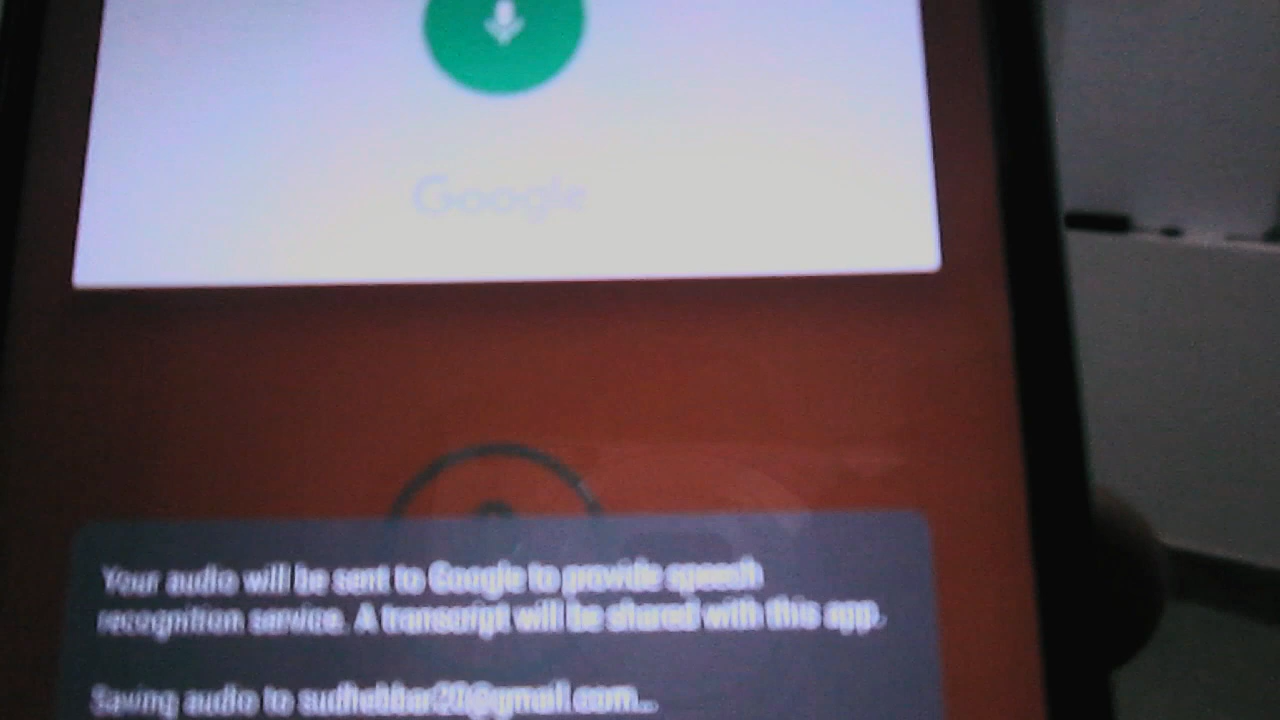 Google
Your audio will be sent to Google to provide speech
recognition service. A transcript will be shared with this app.
Saving audio to